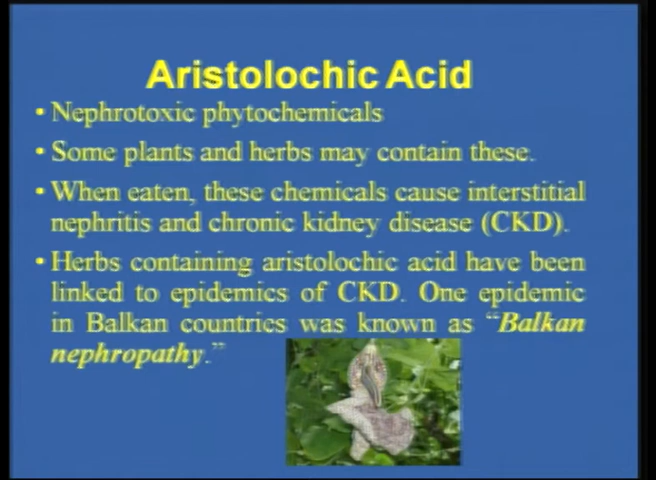 Aristolochic Acid
• Nephrotoxic phytochemicals
• Some plants and herbs may contain these.
• When eaten, these chemicals cause interstitial
nephritis and chronic kidney disease (CKD).
• Herbs containing aristolochic acid have been
linked to epidemics of CKD. One epidemic
in Balkan countries was known as “Balkan
nephropathy.”